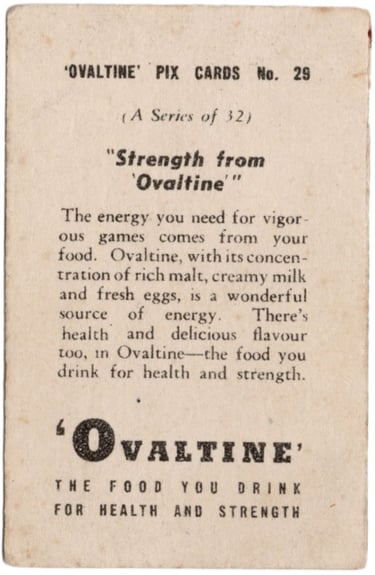 'OVALTINE' PIX CARDS No. 29
(A Series of 32)
"Strength from
'Ovaltine'"
The energy you need for vigor-
ous games comes from your
food. Ovaltine, with its concen-
tration of rich malt, creamy milk
and fresh eggs, is a wonderful
source of energy. There's
health and delicious flavour
too, in Ovaltine—the food you
drink for health and strength.
'OVALTINE'
THE FOOD YOU DRINK
FOR HEALTH AND STRENGTH